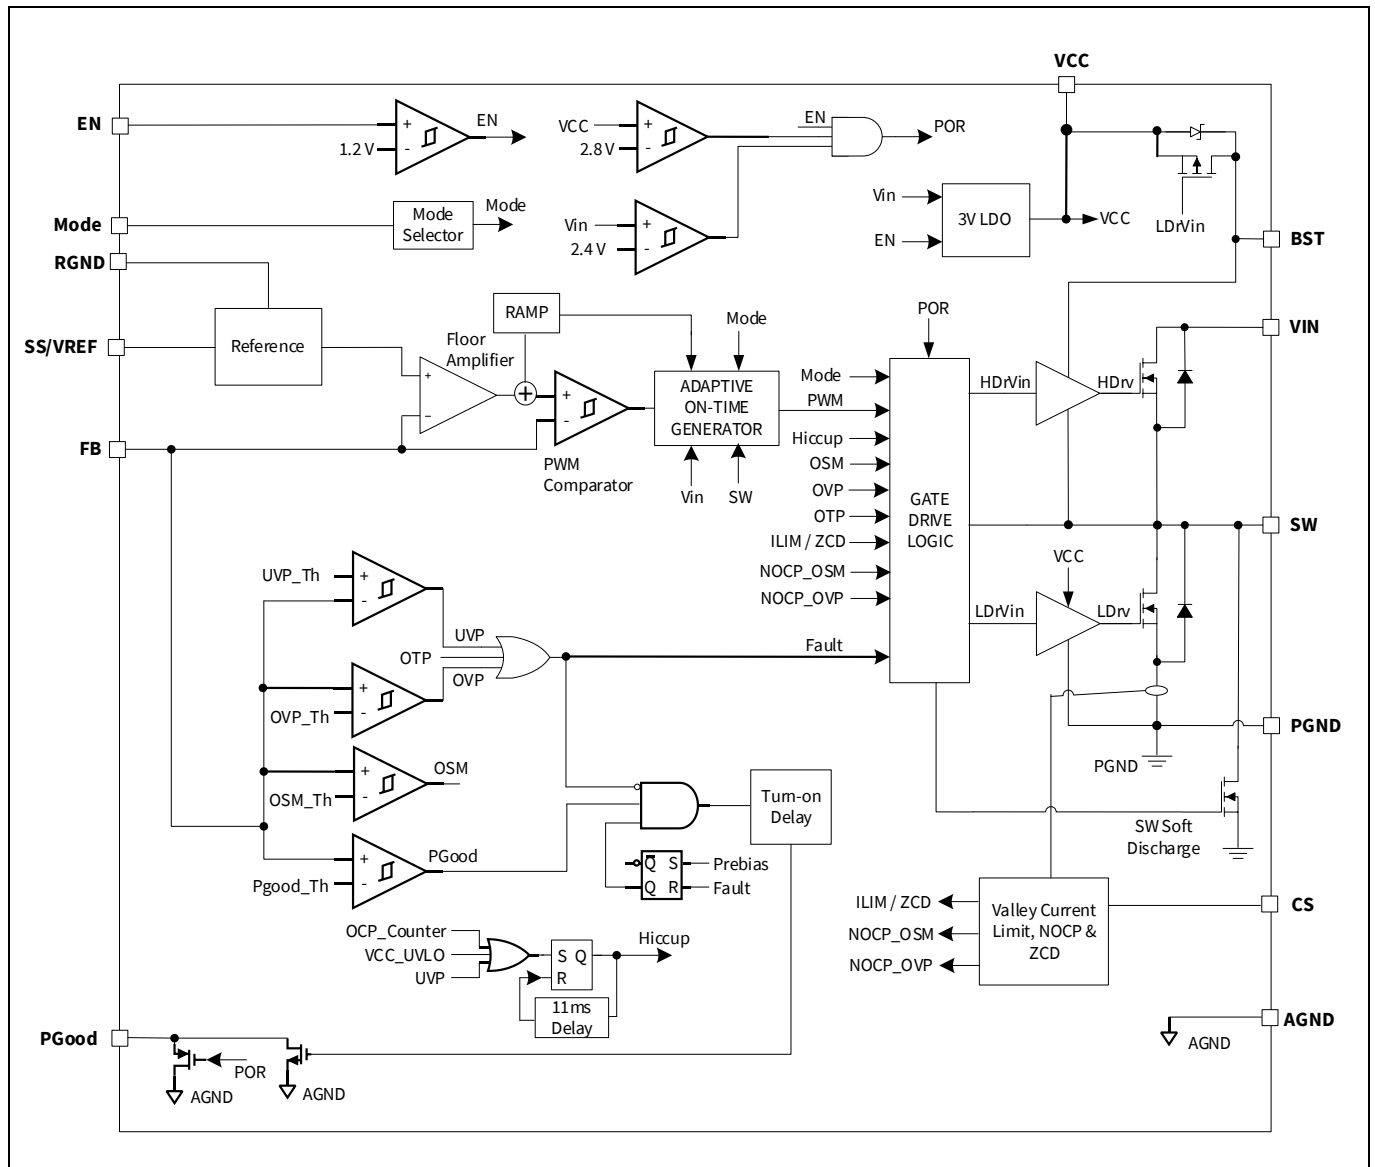 VCC
EN
+
-
1.2 V
EN
VCC
2.8 V
+
-
EN
POR
Mode
Mode
Selector
Mode
Vin
2.4 V
+
-
Vin
EN
3V LDO
VCC
LDrVin
BST
RGND
SS/VREF
Reference
Floor
Amplifier
+
-
RAMP
+
+
-
PWM
Comparator
Mode
ADAPTIVE
ON-TIME
GENERATOR
Vin
SW
FB
POR
Mode
PWM
Hiccup
OSM
OVP
OTP
ILIM / ZCD
NOCP_OSM
NOCP_OVP
Fault
GATE
DRIVE
LOGIC
HDrVin
HDrv
VIN
SW
VCC
LDrVin
LDrv
PGND
PGND
SW Soft
Discharge
UVP_Th
+
-
UVP
OTP
OVP
+
-
OVP_Th
+
-
OSM_Th
OSM
+
-
Pgood_Th
PGood
Turn-on
Delay
Q S
Q R
Prebias
Fault
OCP_Counter
VCC_UVLO
UVP
S Q
R
Hiccup
11ms
Delay
ILIM / ZCD
NOCP_OSM
NOCP_OVP
Valley Current
Limit, NOCP &
ZCD
CS
AGND
AGND
PGood
POR
AGND
AGND